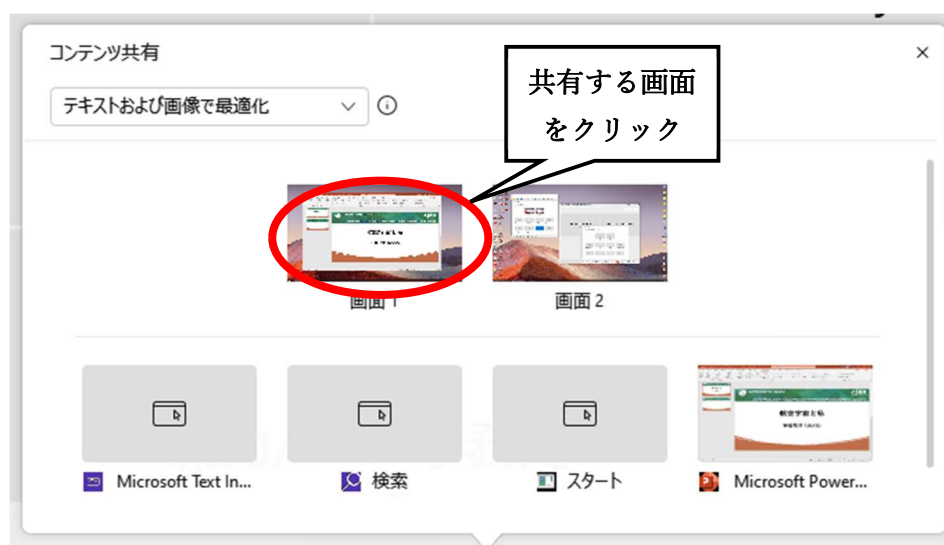 コンテンツ共有
テキストおよび画像で最適化
共有する画面
をクリック
画面 1
画面 2
Microsoft Text In...
検索
スタート
Microsoft Power...